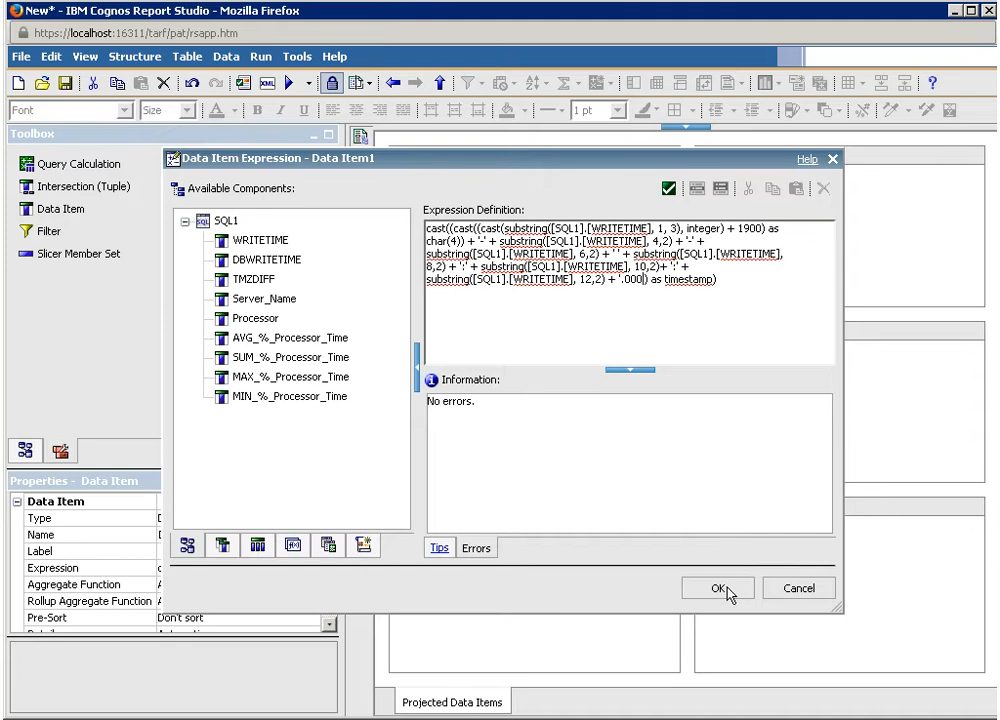 New* - IBM Cognos Report Studio - Mozilla Firefox
https://localhost:16311/tarf/pat/rsapp.htm
File Edit View Structure Table Data Run Tools Help
Font Size 1 pt
Toolbox
Query Calculation
Intersection (Tuple)
Data Item
Filter
Slicer Member Set
Data Item Expression - Data Item1 Help
Available Components:
SQL1
WRITETIME
DBWRITETIME
TMZDIFF
Server_Name
Processor
AVG_%_Processor_Time
SUM_%_Processor_Time
MAX_%_Processor_Time
MIN_%_Processor_Time
Expression Definition:
cast((cast((cast(substring([SQL1].[WRITETIME], 1, 3), integer) + 1900) as
char(4)) + '-' + substring([SQL1].[WRITETIME], 4,2) + '-' +
substring([SQL1].[WRITETIME], 6,2) + ' ' + substring([SQL1].[WRITETIME],
8,2) + ':' + substring([SQL1].[WRITETIME], 10,2)+ ':' +
substring([SQL1].[WRITETIME], 12,2) + '.000) as timestamp)
Information:
No errors.
Tips Errors
OK Cancel
Properties - Data Item
Data Item
Type
Name
Label
Expression
Aggregate Function
Rollup Aggregate Function
Pre-Sort Don't sort
Projected Data Items